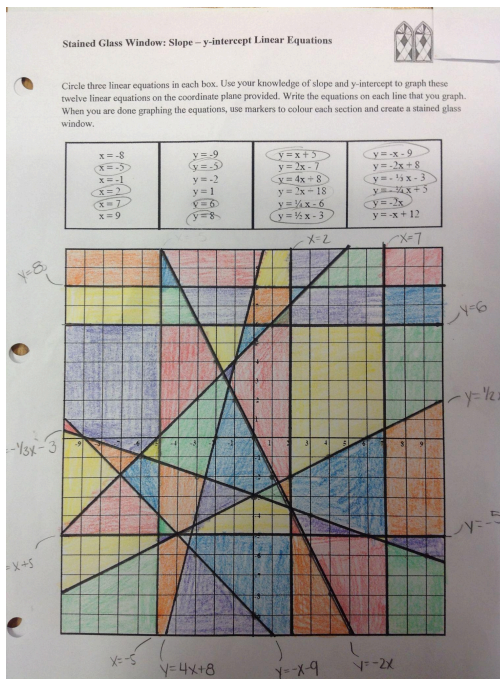 Stained Glass Window: Slope – y-intercept Linear Equations
Circle three linear equations in each box. Use your knowledge of slope and y-intercept to graph these
twelve linear equations on the coordinate plane provided. Write the equations on each line that you graph.
When you are done graphing the equations, use markers to colour each section and create a stained glass
window.
x = -8
x = -5
x = -1
x = 2
x = 7
x = 9
y = -9
y = -5
y = -2
y = 1
y = 6
y = 8
y = x + 5
y = 2x - 7
y = 4x + 8
y = 2x - 18
y = ¼ x - 6
y = ½ x - 3
y = -x - 9
y = -2x + 8
y = - ⅓ x - 3
y = - ¾ x + 5
y = -2x
y = -x + 12
x=2
x=7
y=8
y=6
y=1/2
-1/3x-3
y=-5
=x+5
x=-5
y=4x+8
y=-x-9
y=-2x